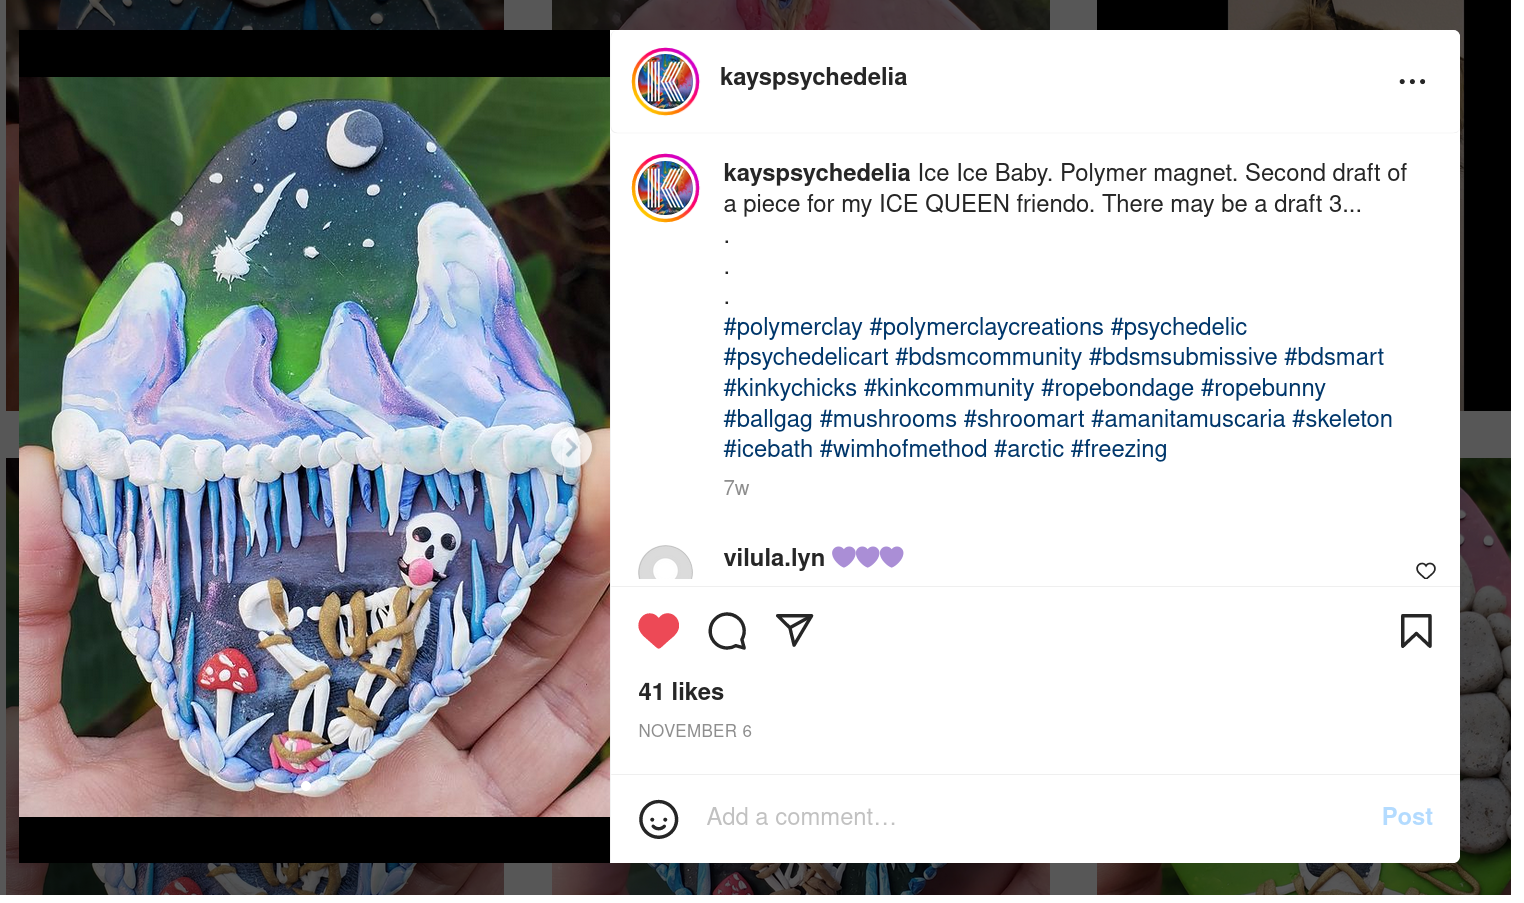 kayspsychedelia
kayspsychedelia Ice Ice Baby. Polymer magnet. Second draft of
a piece for my ICE QUEEN friendo. There may be a draft 3...
.
.
.
#polymerclay #polymerclaycreations #psychedelic
#psychedelicart #bdsmcommunity #bdsmsubmissive #bdsmart
#kinkychicks #kinkcommunity #ropebondage #ropebunny
#ballgag #mushrooms #shroomart #amanitamuscaria #skeleton
#icebath #wimhofmethod #arctic #freezing
7w
vilula.lyn 💜💜💜
41 likes
NOVEMBER 6
Add a comment...
Post